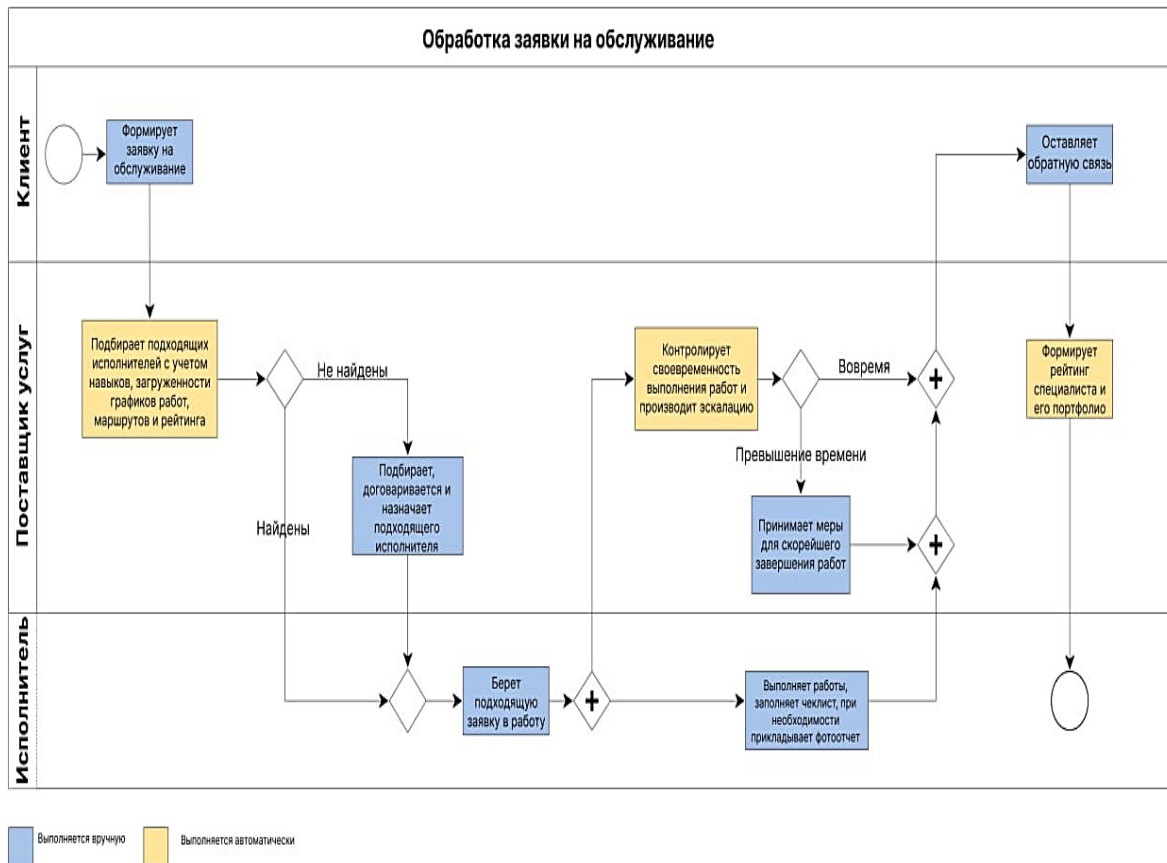 Обработка заявки на обслуживание
Клиент
Формирует
заявку на
обслуживание
Оставляет
обратную связь
Поставщик услуг
Подбирает подходящих
исполнителей с учетом
навыков, загруженности
графиков работ,
маршрутов и рейтинга
Не найдены
Найдены
Подбирает,
договаривается и
назначает
подходящего
исполнителя
Контролирует
своевременность
выполнения работ и
производит эскалацию
Вовремя
Превышение времени
Принимает меры
для скорейшего
завершения работ
Формирует
рейтинг
специалиста и
его портфолио
Исполнитель
Берет
подходящую
заявку в работу
Выполняет работы,
заполняет чеклист, при
необходимости
прикладывает фотоотчет
Выполняется вручную
Выполняется автоматически